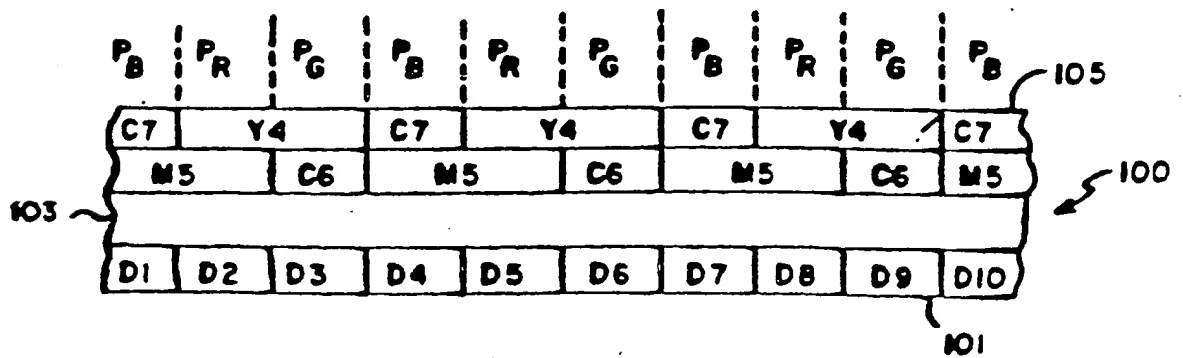 PB PR PG PB PR PG PB PR PG PB
105
C7 Y4 C7 Y4 C7 Y4 C7
M5 C6 M5 C6 M5 C6 M5
100
103
D1 D2 D3 D4 D5 D6 D7 D8 D9 D10
101